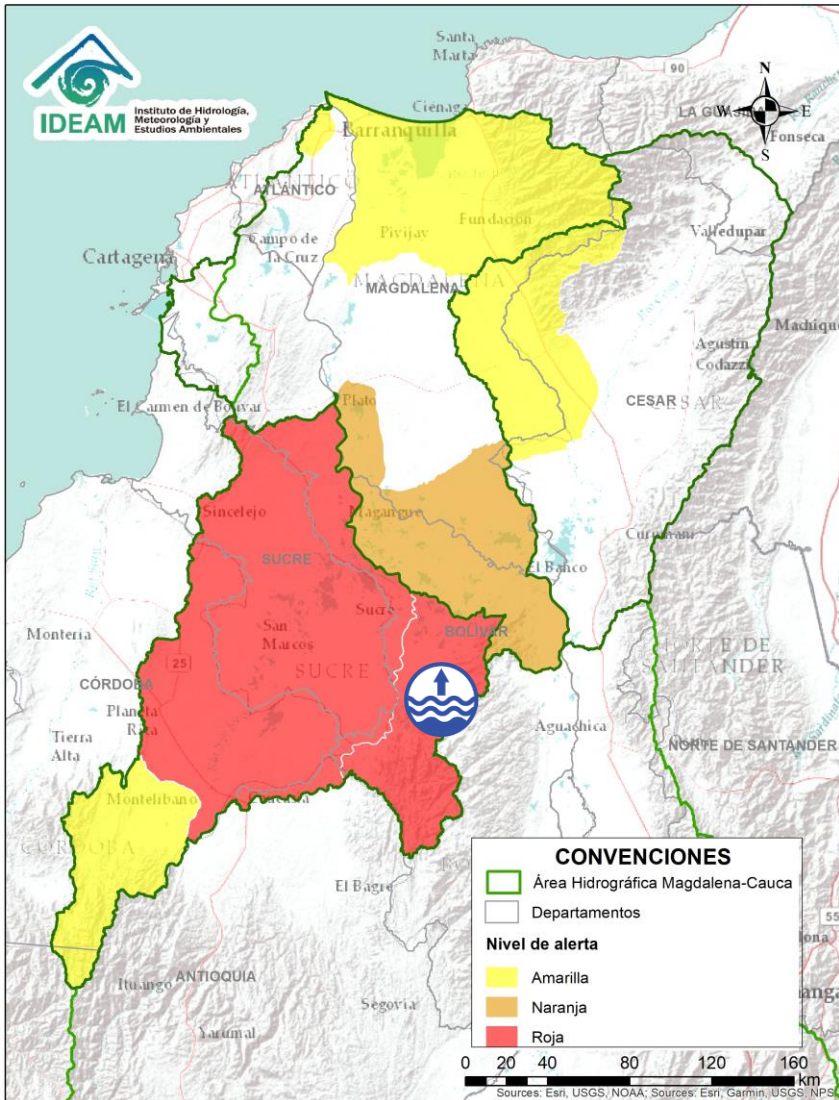 IDEAM
Instituto de Hidrología,
Meteorología y
Estudios Ambientales
Santa
Marta
90
N
W
E
S
Ciénaga
Barranquilla
LA GUAJI
Fonseca
ATLÁNTICO
ATLÁNTICO
Fundación
Pivijay
Valledupar
Cartagena
Campo de
la Cruz
MAGDALENA
MAGDALENA
Machique
Agustín
Codazzi
CESAR
CESAR
El Carmen de Bolívar
Plato
Sincelejo
Magangué
Curumaní
SUCRE
El Banco
Sucre
BOLÍVAR
Montería
San
Marcos
SUCRE
NORTE DE
SANTANDER
25
CÓRDOBA
Planeta
Rica
Aguachica
Tierra
Alta
NORTE DE SANTANDER
Montelíbano
Caucasia
CÓRDOBA
El Bagre
ANTIOQUIA
Ituango
Segovia
Yarumal
CONVENCIONES
Área Hidrográfica Magdalena-Cauca
Departamentos
Nivel de alerta
Amarilla
Naranja
Roja
55
0 20 40 80 120 160
km
Sources: Esri, USGS, NOAA; Sources: Esri, Garmin, USGS, NPS